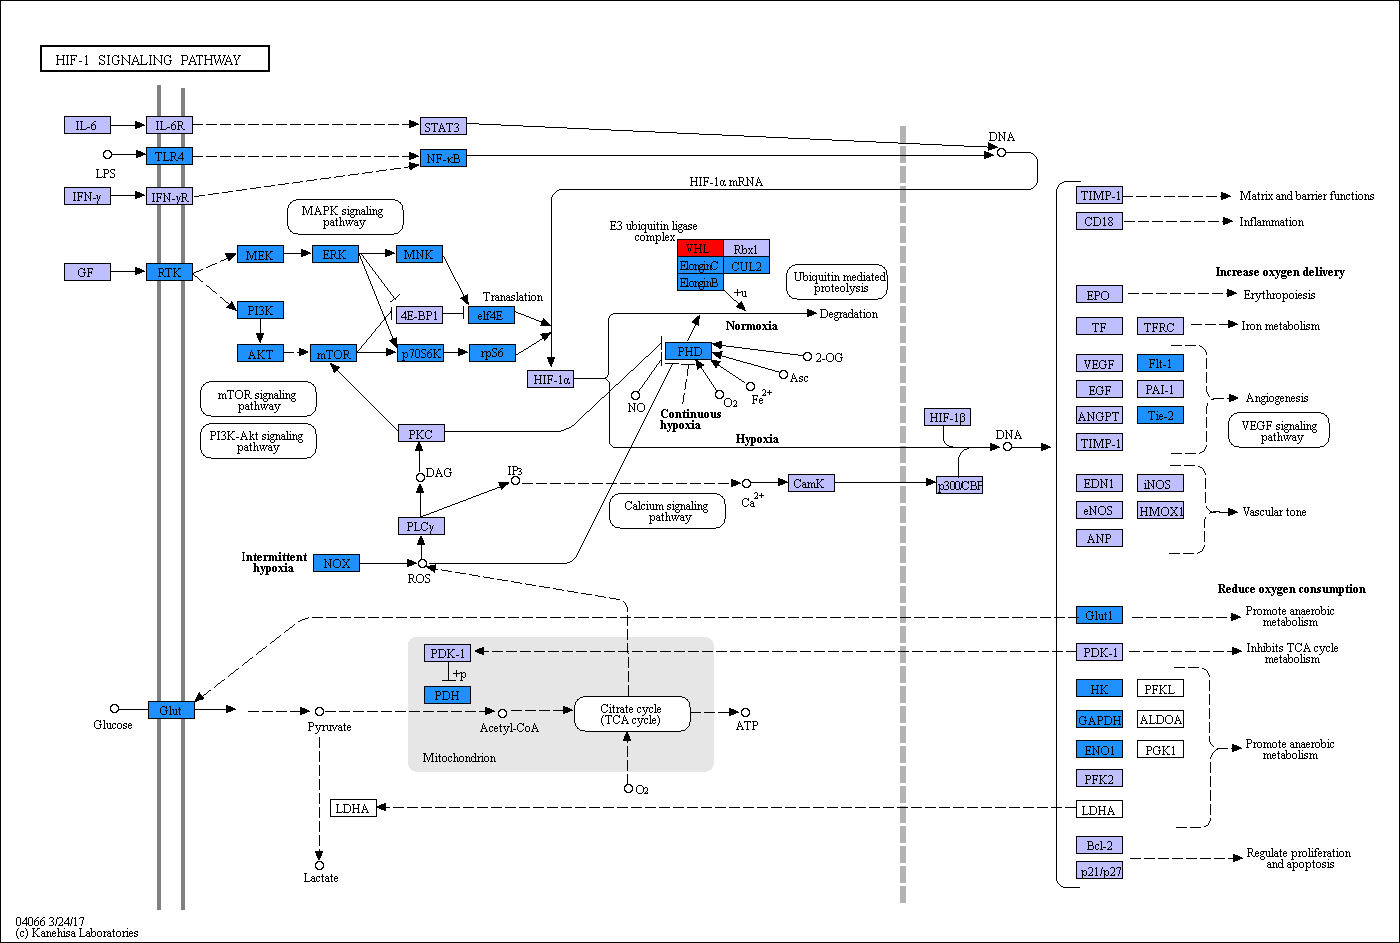 HIF-1 SIGNALING PATHWAY
IL-6
IL-6R
STAT3
DNA
LPS
TLR4
NF-κB
HIF-1α mRNA
IFN-γ
IFN-γR
MAPK signaling
pathway
E3 ubiquitin ligase
complex
VHL
Rbx1
ElonginC
CUL2
ElonginB
+u
Ubiquitin mediated
proteolysis
GF
RTK
MEK
ERK
MNK
Translation
PI3K
4E-BP1
eIf4E
Normoxia
Degradation
AKT
mTOR
p70S6K
rpS6
PHD
2-OG
HIF-1α
Asc
Fe2+
O2
NO
Continuous
hypoxia
mTOR signaling
pathway
PI3K-Akt signaling
pathway
PKC
Hypoxia
HIF-1β
DNA
DAG
IP3
Ca2+
CamK
p300/CBP
Calcium signaling
pathway
PLCγ
Intermittent
hypoxia
NOX
ROS
TIMP-1
Matrix and barrier functions
CD18
Inflammation
Increase oxygen delivery
EPO
Erythropoiesis
TF
TFRC
Iron metabolism
VEGF
Flt-1
EGF
PAI-1
Angiogenesis
ANGPT
Tie-2
VEGF signaling
pathway
TIMP-1
EDN1
iNOS
eNOS
HMOX1
Vascular tone
ANP
Reduce oxygen consumption
Glut1
Promote anaerobic
metabolism
PDK-1
Inhibits TCA cycle
metabolism
HK
PFKL
GAPDH
ALDOA
ENO1
PGK1
Promote anaerobic
metabolism
PFK2
LDHA
Bcl-2
Regulate proliferation
and apoptosis
p21/p27
PDK-1
+p
PDH
Glucose
Glut
Pyruvate
Acetyl-CoA
Citrate cycle
(TCA cycle)
ATP
Mitochondrion
O2
LDHA
Lactate
04066 3/24/17
(c) Kanehisa Laboratories